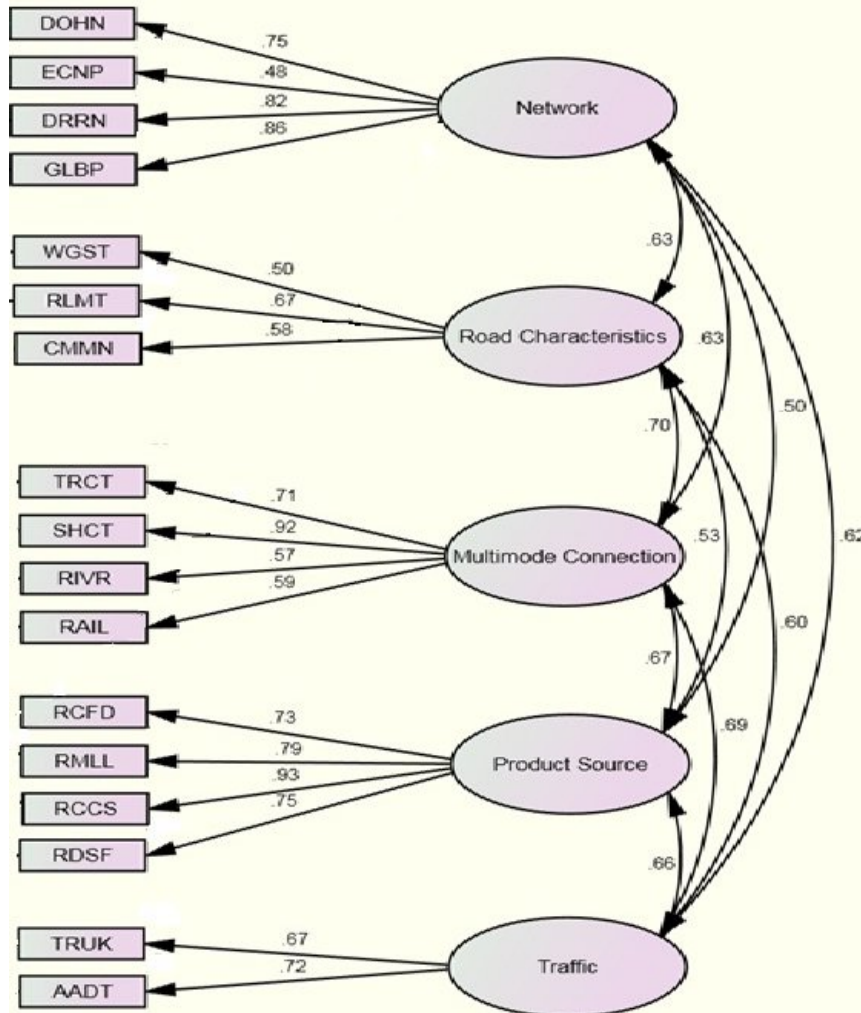 DOHN
.75
ECNP
.48
Network
DRRN
.82
GLBP
.86
WGST
.50
.63
RLMT
.67
Road Characteristics
CMMN
.58
.63
.50
.70
TRCT
.71
SHCT
.92
Multimode Connection
.53
.62
RIVR
.57
RAIL
.59
.60
.67
RCFD
.73
.69
RMLL
.79
Product Source
RCCS
.93
RDSF
.75
.66
TRUK
.67
Traffic
AADT
.72